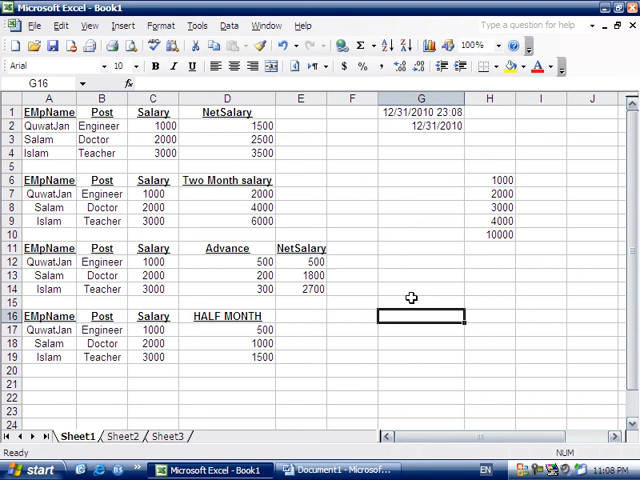 Microsoft Excel - Book1
File Edit View Insert Format Tools Data Window Help
Type a question for help
100%
Arial 10 B I U $ % ,
G16 fx
A B C D E F G H I J
1 EMpName Post Salary NetSalary 12/31/2010 23:08
2 QuwatJan Engineer 1000 1500 12/31/2010
3 Salam Doctor 2000 2500
4 Islam Teacher 3000 3500
5
6 EMpName Post Salary Two Month salary 1000
7 QuwatJan Engineer 1000 2000 2000
8 Salam Doctor 2000 4000 3000
9 Islam Teacher 3000 6000 4000
10 10000
11 EMpName Post Salary Advance NetSalary
12 QuwatJan Engineer 1000 500 500
13 Salam Doctor 2000 200 1800
14 Islam Teacher 3000 300 2700
15
16 EMpName Post Salary HALF MONTH
17 QuwatJan Engineer 1000 500
18 Salam Doctor 2000 1000
19 Islam Teacher 3000 1500
20
21
22
23
24
Sheet1 Sheet2 Sheet3
Ready NUM
start Microsoft Excel - Book1 Document1 - Microsof... EN 11:08 PM